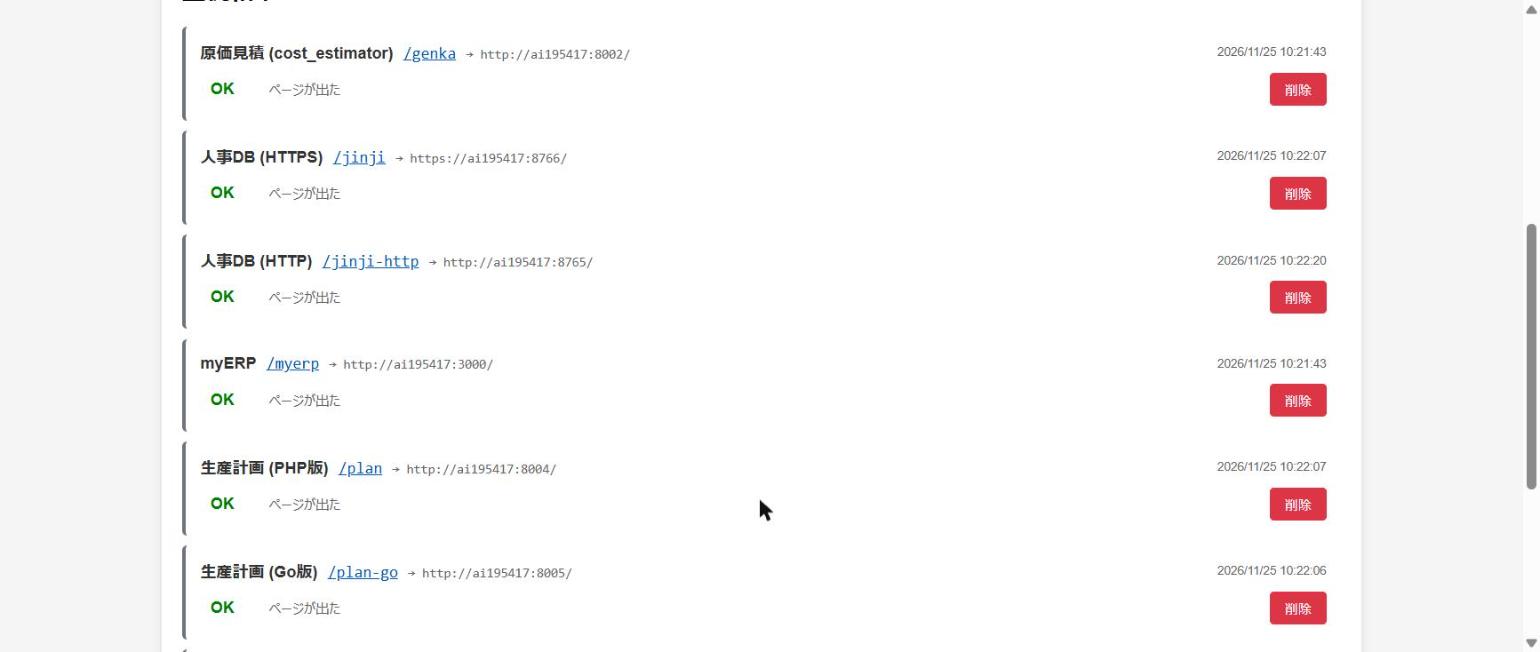 原価見積 (cost_estimator) /genka → http://ai195417:8002/ 2026/11/25 10:21:43
OK ページが出た 削除
人事DB (HTTPS) /jinji → https://ai195417:8766/ 2026/11/25 10:22:07
OK ページが出た 削除
人事DB (HTTP) /jinji-http → http://ai195417:8765/ 2026/11/25 10:22:20
OK ページが出た 削除
myERP /myerp → http://ai195417:3000/ 2026/11/25 10:21:43
OK ページが出た 削除
生産計画 (PHP版) /plan → http://ai195417:8004/ 2026/11/25 10:22:07
OK ページが出た 削除
生産計画 (Go版) /plan-go → http://ai195417:8005/ 2026/11/25 10:22:06
OK ページが出た 削除